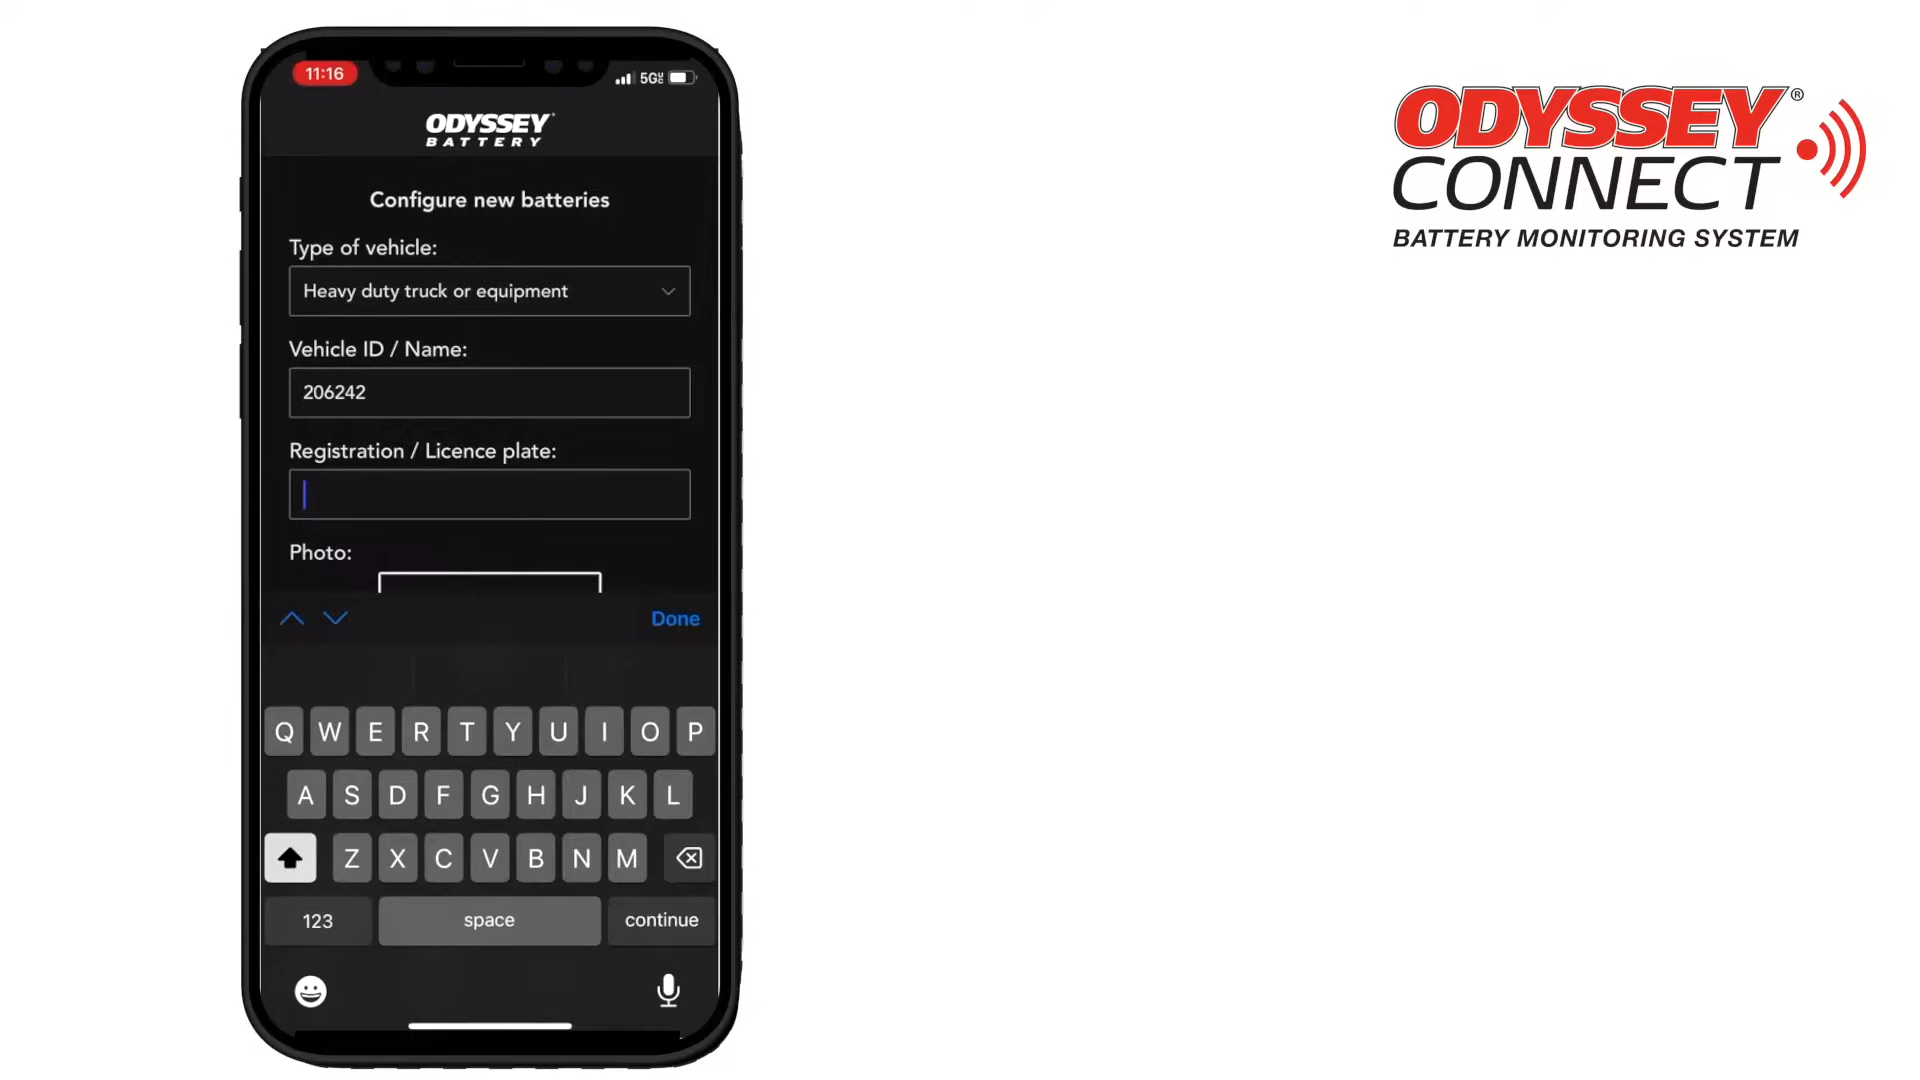 11:16
5G
ODYSSEY
BATTERY
Configure new batteries
Type of vehicle:
Heavy duty truck or equipment
Vehicle ID / Name:
206242
Registration / Licence plate:
Photo:
Done
Q W E R T Y U I O P
A S D F G H J K L
Z X C V B N M
123 space continue
ODYSSEY®
CONNECT
BATTERY MONITORING SYSTEM